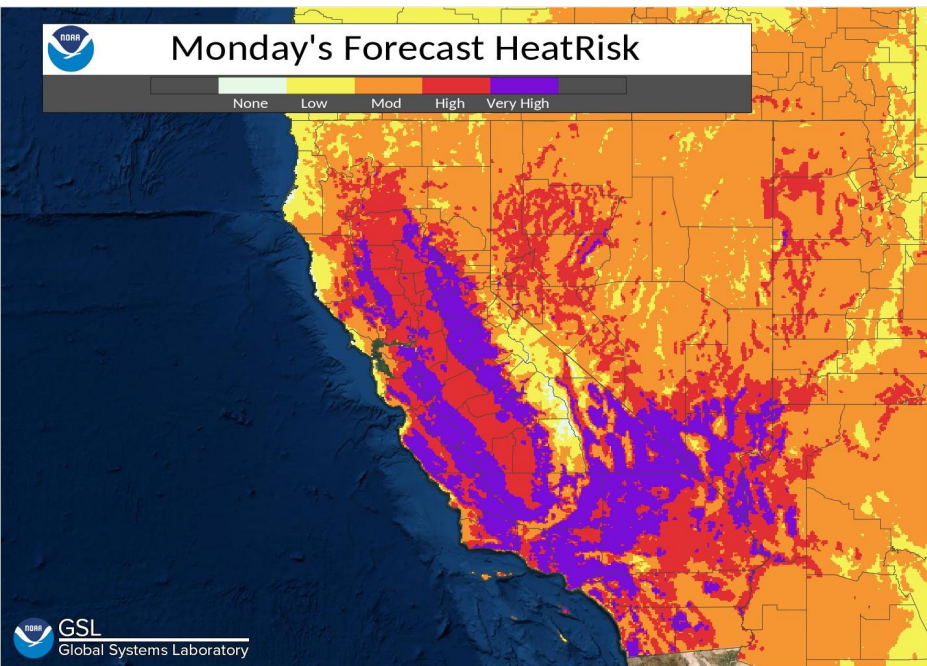 NOAA
Monday's Forecast HeatRisk
None Low Mod High Very High
NOAA
GSL
Global Systems Laboratory